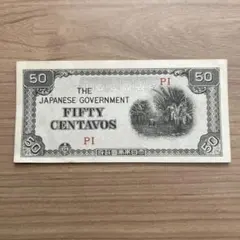 50 PI 50
THE
JAPANESE GOVERNMENT
FIFTY
CENTAVOS
PI
50 50